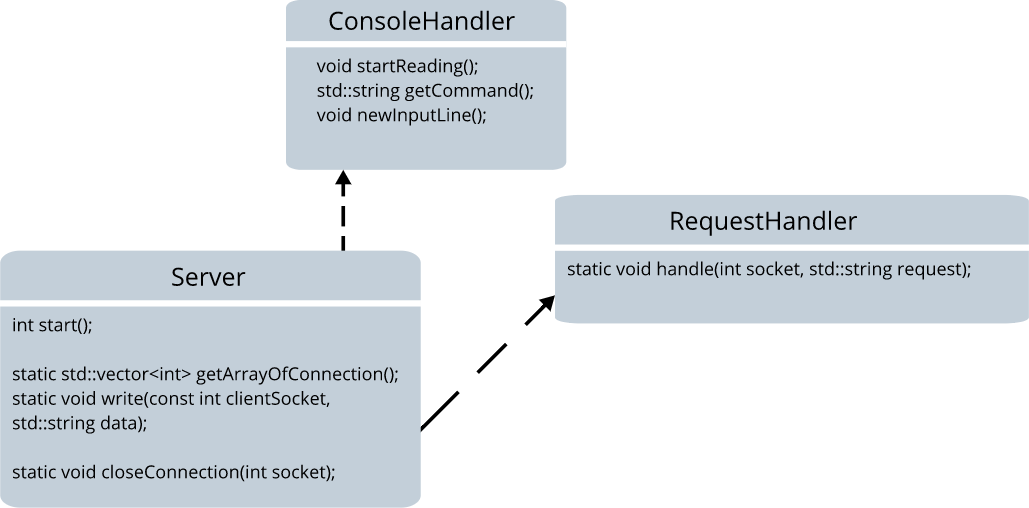 ConsoleHandler
void startReading();
std::string getCommand();
void newInputLine();
RequestHandler
static void handle(int socket, std::string request);
Server
int start();
static std::vector<int> getArrayOfConnection();
static void write(const int clientSocket,
std::string data);
static void closeConnection(int socket);